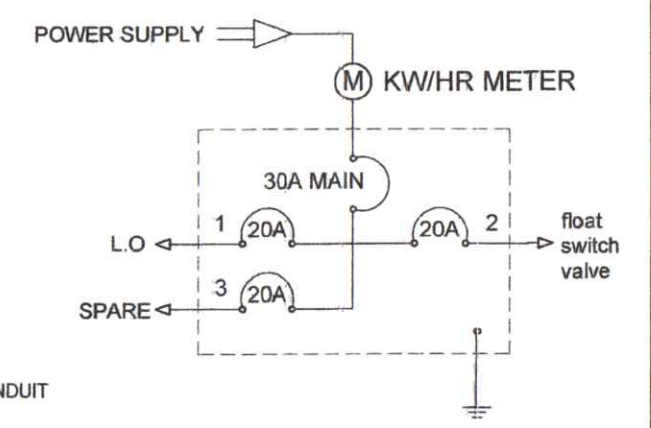 POWER SUPPLY
M
KW/HR METER
30A MAIN
1
20A
20A
2
L.O
float
switch
valve
3
20A
SPARE
NDUIT